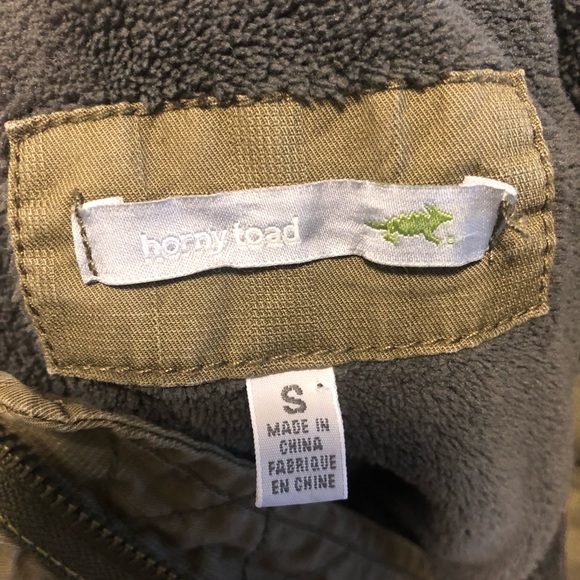 horny toad
S
MADE IN
CHINA
FABRIQUE
EN CHINE